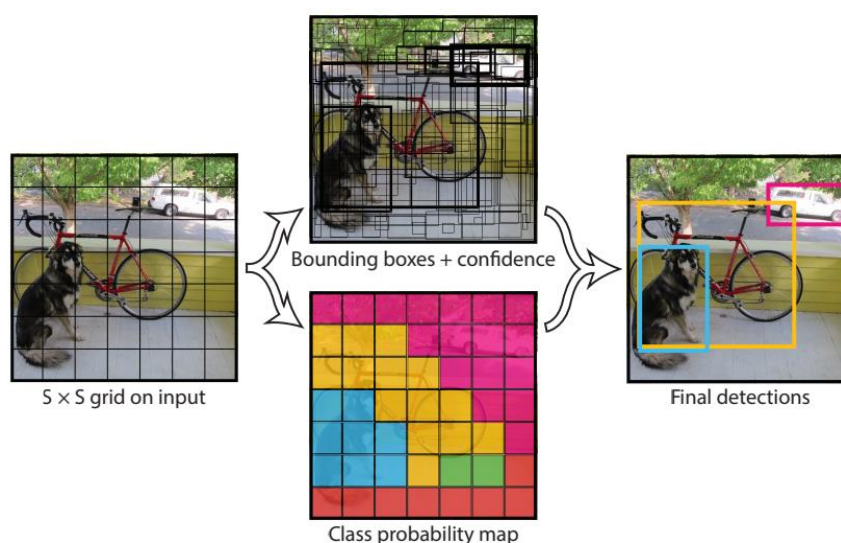 S × S grid on input
Bounding boxes + confidence
Class probability map
Final detections